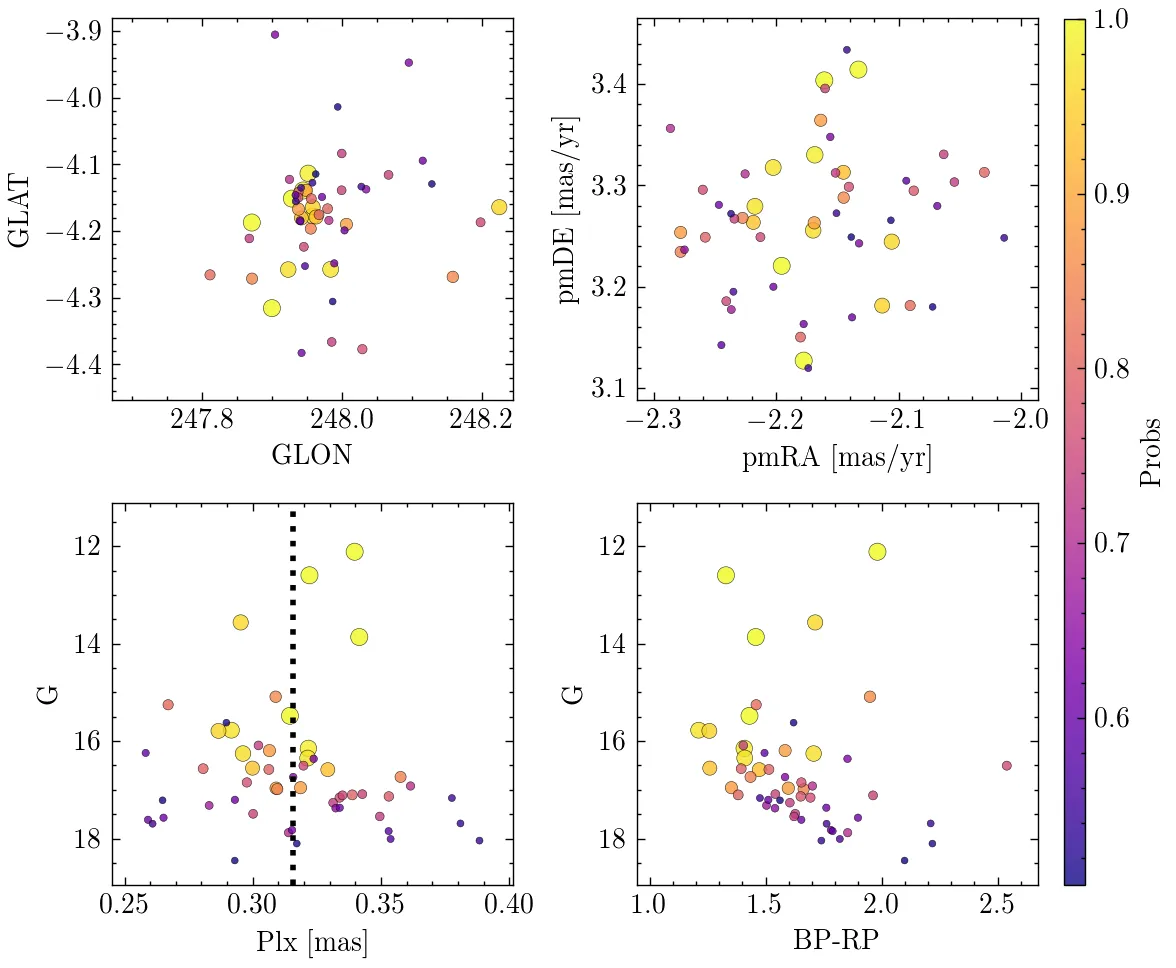 −3.9
−4.0
−4.1
−4.2
−4.3
−4.4
GLAT
247.8 248.0 248.2
GLON
3.4
3.3
3.2
3.1
pmDE [mas/yr]
−2.3 −2.2 −2.1 −2.0
pmRA [mas/yr]
1.0
0.9
0.8
0.7
0.6
Probs
12
14
16
18
G
0.25 0.30 0.35 0.40
Plx [mas]
12
14
16
18
G
1.0 1.5 2.0 2.5
BP-RP